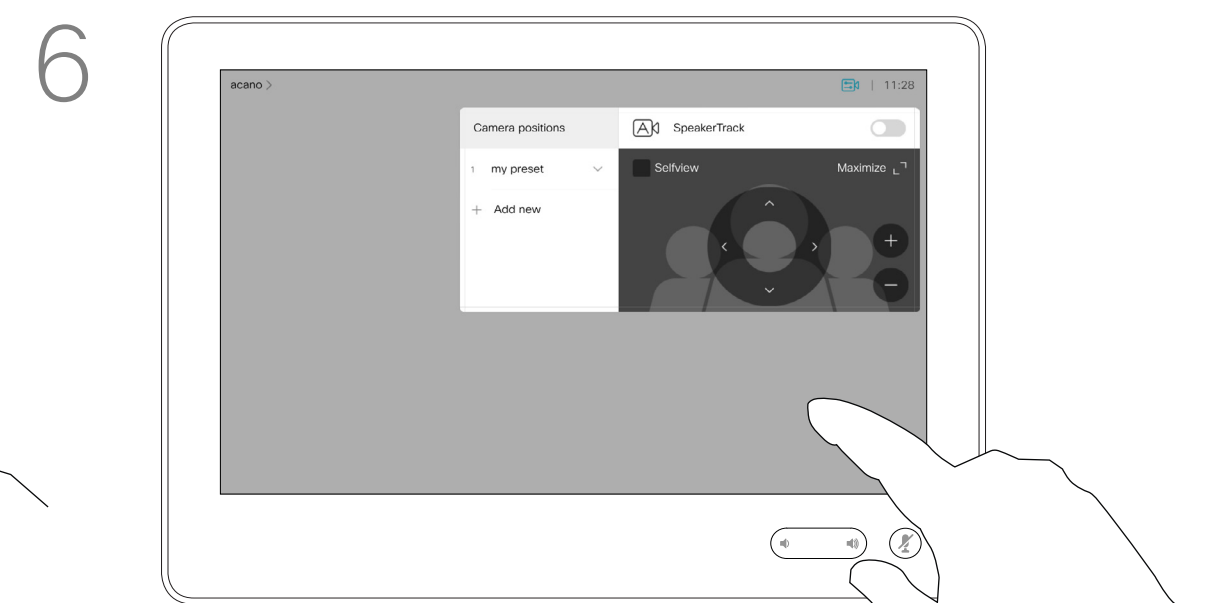 6
acano >
11:28
Camera positions
SpeakerTrack
1 my preset
Selfview
Maximize
+ Add new